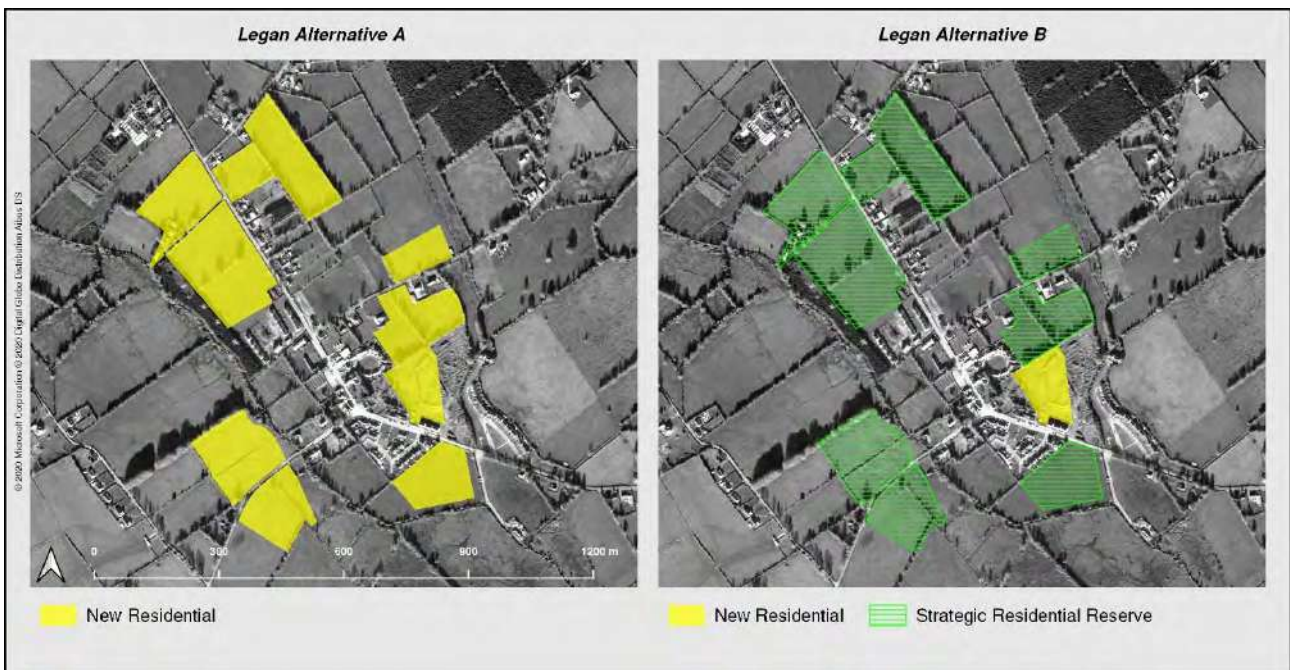 Legan Alternative A
Legan Alternative B
© 2020 Microsoft Corporation © 2020 Digital Globe Distribution Airbus DS
0 300 600 900 1200 m
New Residential
New Residential
Strategic Residential Reserve